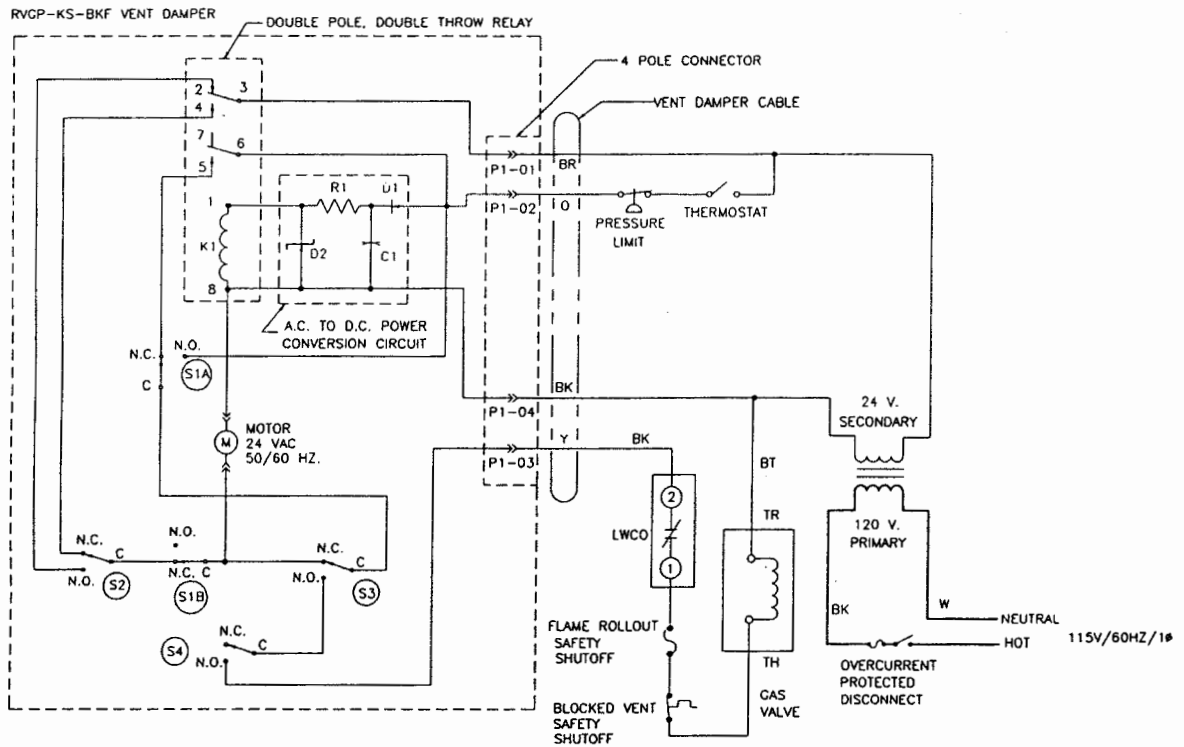 RVGP-KS-BKF VENT DAMPER
DOUBLE POLE, DOUBLE THROW RELAY
4 POLE CONNECTOR
VENT DAMPER CABLE
2
3
4
7
6
5
1
K1
8
R1
D1
D2
C1
A.C. TO D.C. POWER
CONVERSION CIRCUIT
P1-01
BR
P1-02
O
PRESSURE
LIMIT
THERMOSTAT
N.C.
N.O.
S1A
C
BK
P1-04
24 V.
SECONDARY
MOTOR
24 VAC
50/60 HZ.
M
Y
BK
P1-03
BT
2
LWCO
1
TR
120 V.
PRIMARY
N.O.
N.C.
C
N.C. C
N.C.
C
N.O.
S2
S1B
N.O.
S3
N.C.
C
S4
N.O.
BK
W
NEUTRAL
HOT
115V/60HZ/1ø
FLAME ROLLOUT
SAFETY
SHUTOFF
TH
OVERCURRENT
PROTECTED
DISCONNECT
GAS
VALVE
BLOCKED VENT
SAFETY
SHUTOFF